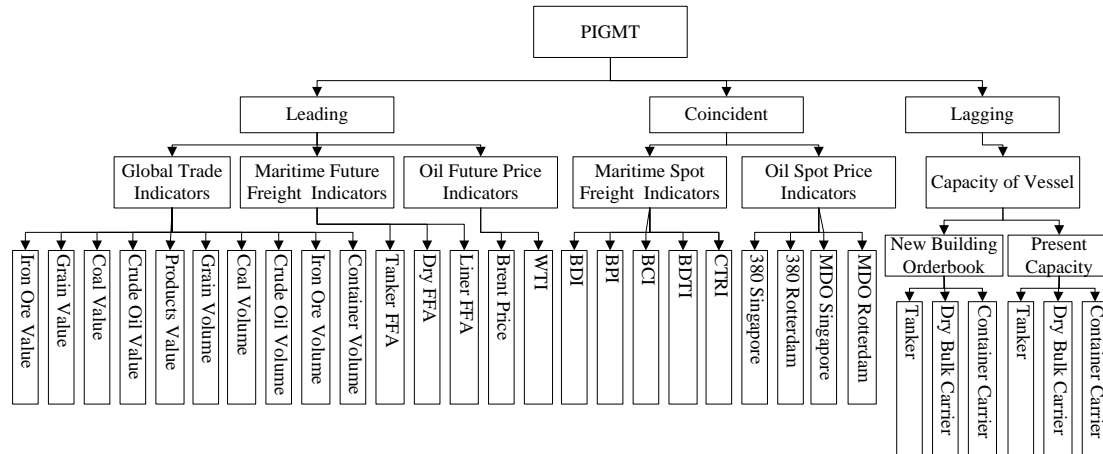 PIGMT
Leading
Coincident
Lagging
Global Trade
Indicators
Maritime Future
Freight Indicators
Oil Future Price
Indicators
Maritime Spot
Freight Indicators
Oil Spot Price
Indicators
Capacity of Vessel
New Building
Orderbook
Present
Capacity
Iron Ore Value
Grain Value
Coal Value
Crude Oil Value
Products Value
Grain Volume
Coal Volume
Crude Oil Volume
Iron Ore Volume
Container Volume
Tanker FFA
Dry FFA
Liner FFA
Brent Price
WTI
BDI
BPI
BCI
BDTI
CTRI
380 Singapore
380 Rotterdam
MDO Singapore
MDO Rotterdam
Tanker
Dry Bulk Carrier
Container Carrier
Tanker
Dry Bulk Carrier
Container Carrier